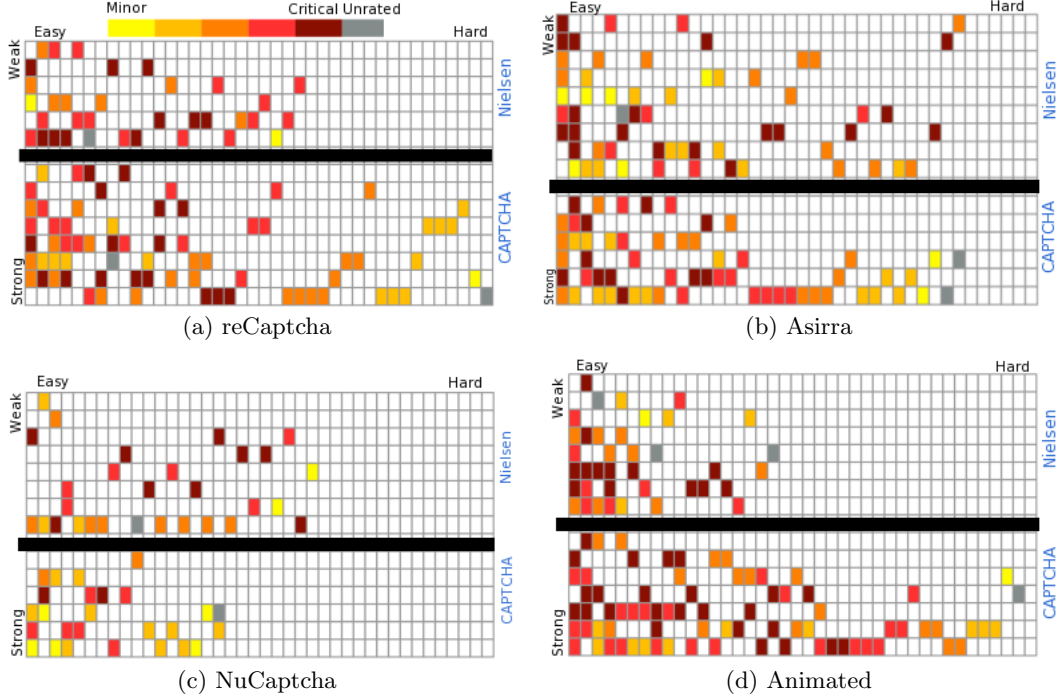 Minor Critical Unrated
Easy Hard
Weak
Nielsen
CAPTCHA
Strong
(a) reCaptcha
Easy Hard
Weak
Nielsen
CAPTCHA
Strong
(b) Asirra
Easy Hard
Weak
Nielsen
CAPTCHA
Strong
(c) NuCaptcha
Easy Hard
Weak
Nielsen
CAPTCHA
Strong
(d) Animated